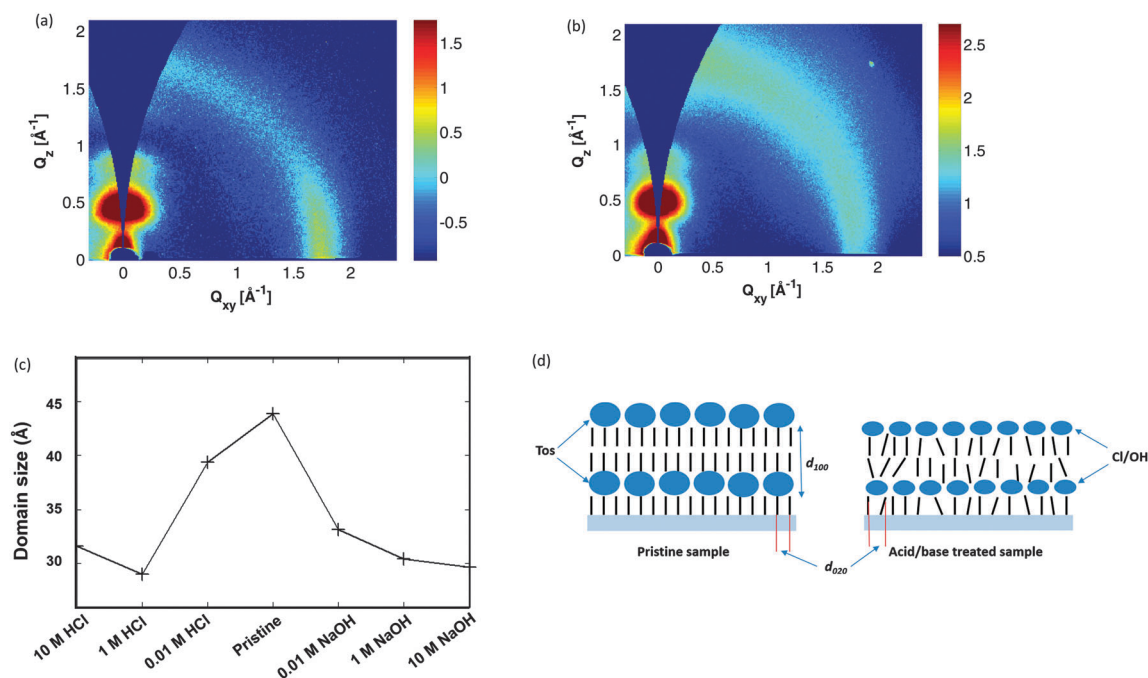 (a)
2
1.5
1
0.5
0
Q_z [Å⁻¹]
0 0.5 1 1.5 2
Q_xy [Å⁻¹]
1.5
1
0.5
0
-0.5
(b)
2
1.5
1
0.5
0
Q_z [Å⁻¹]
0 0.5 1 1.5 2
Q_xy [Å⁻¹]
2.5
2
1.5
1
0.5
(c)
45
40
35
30
Domain size (Å)
10 M HCl
1 M HCl
0.01 M HCl
Pristine
0.01 M NaOH
1 M NaOH
10 M NaOH
(d)
Tos
d₁₀₀
Cl/OH
Pristine sample
Acid/base treated sample
d₀₂₀